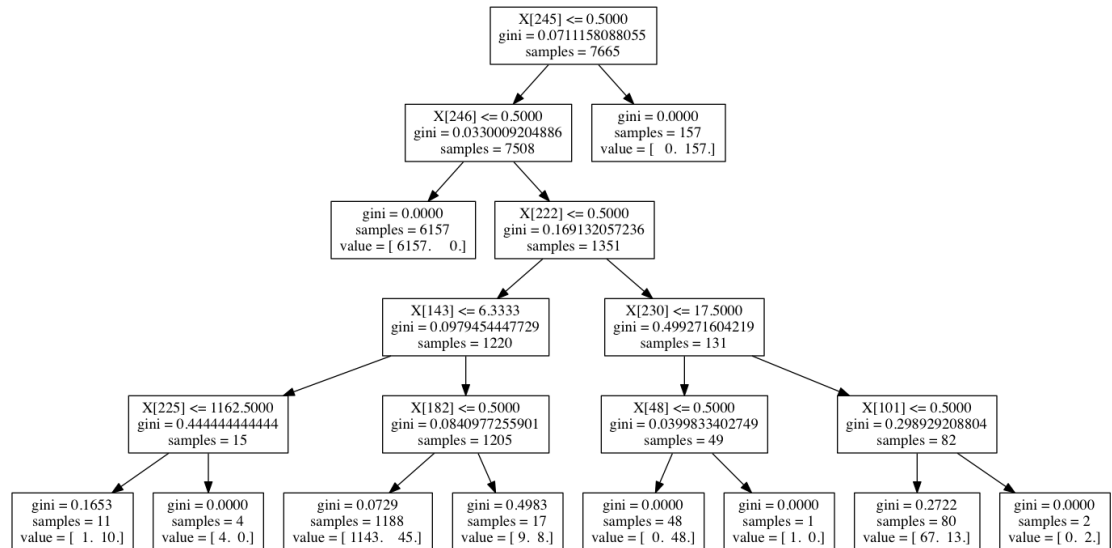 X[245] <= 0.5000
gini = 0.0711158088055
samples = 7665
X[246] <= 0.5000
gini = 0.0330009204886
samples = 7508
gini = 0.0000
samples = 157
value = [ 0. 157.]
gini = 0.0000
samples = 6157
value = [ 6157. 0.]
X[222] <= 0.5000
gini = 0.169132057236
samples = 1351
X[143] <= 6.3333
gini = 0.0979454447729
samples = 1220
X[230] <= 17.5000
gini = 0.499271604219
samples = 131
X[225] <= 1162.5000
gini = 0.444444444444
samples = 15
X[182] <= 0.5000
gini = 0.0840977255901
samples = 1205
X[48] <= 0.5000
gini = 0.0399833402749
samples = 49
X[101] <= 0.5000
gini = 0.298929208804
samples = 82
gini = 0.1653
samples = 11
value = [ 1. 10.]
gini = 0.0000
samples = 4
value = [ 4. 0.]
gini = 0.0729
samples = 1188
value = [ 1143. 45.]
gini = 0.4983
samples = 17
value = [ 9. 8.]
gini = 0.0000
samples = 48
value = [ 0. 48.]
gini = 0.0000
samples = 1
value = [ 1. 0.]
gini = 0.2722
samples = 80
value = [ 67. 13.]
gini = 0.0000
samples = 2
value = [ 0. 2.]